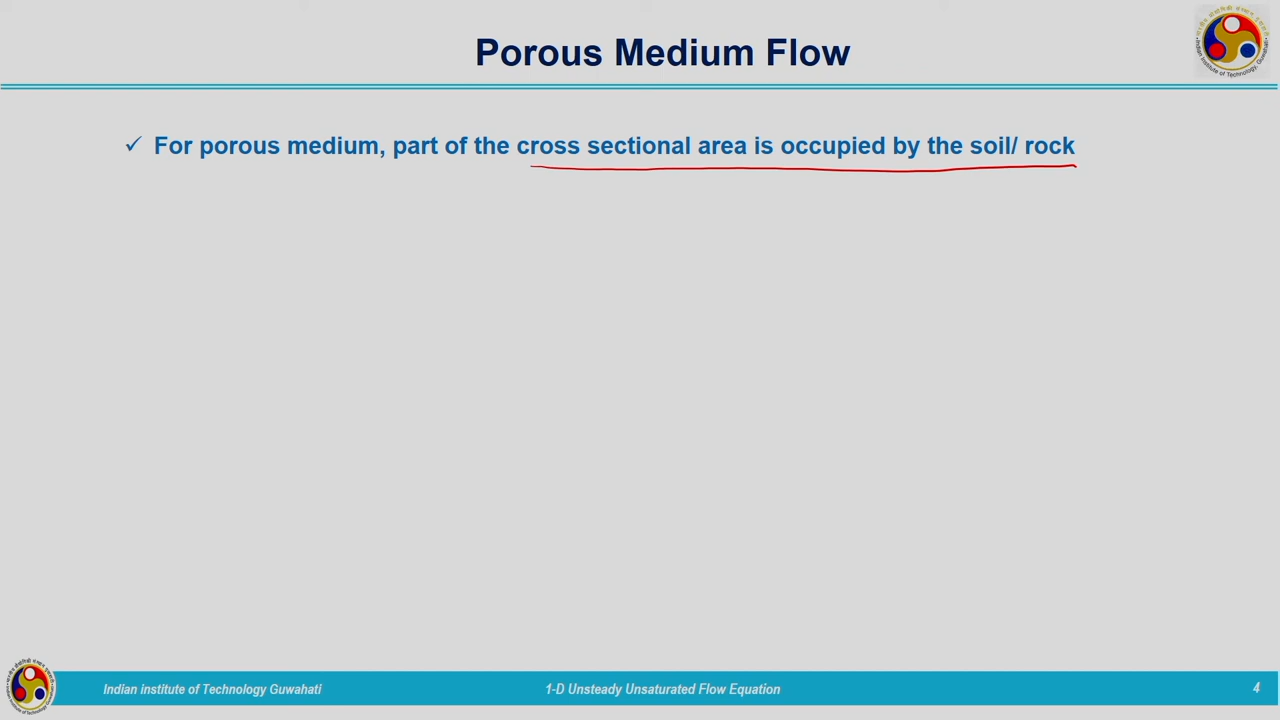 Porous Medium Flow
✓ For porous medium, part of the cross sectional area is occupied by the soil/ rock
Indian institute of Technology Guwahati
1-D Unsteady Unsaturated Flow Equation
4